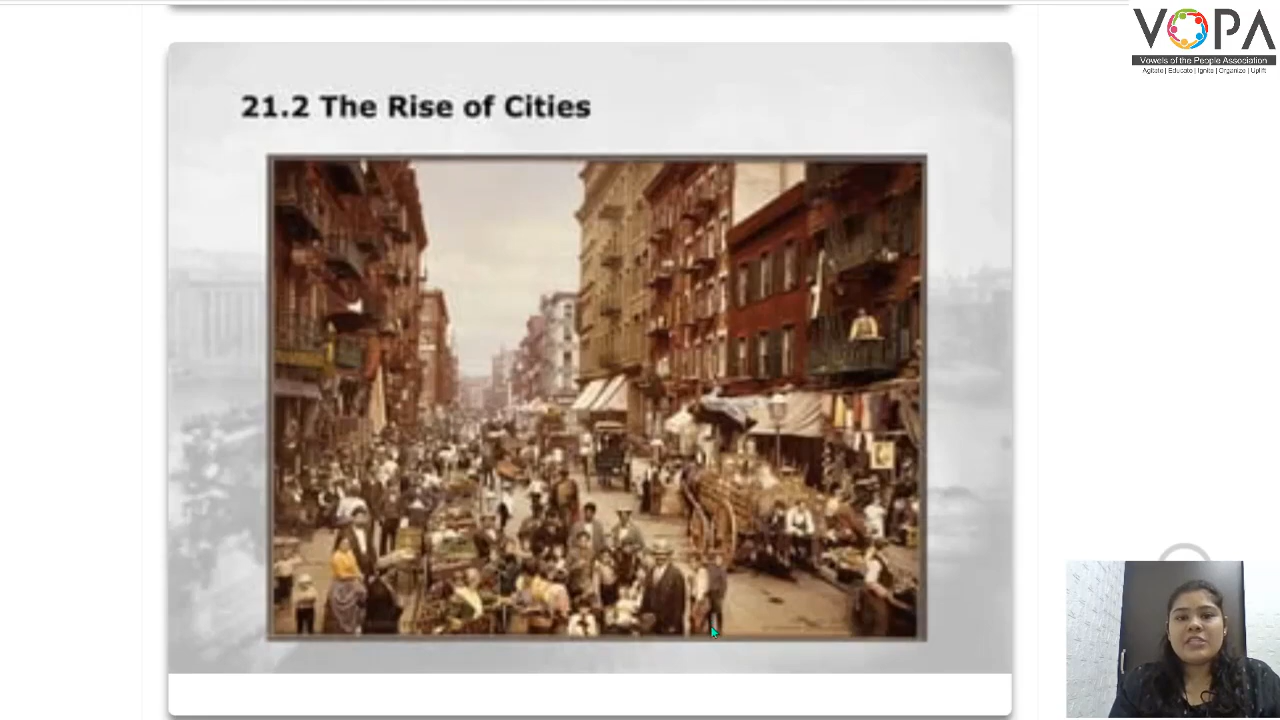 VOPA
Vowels of the People Association
Agitate | Educate | Ignite | Organize | Uplift
21.2 The Rise of Cities